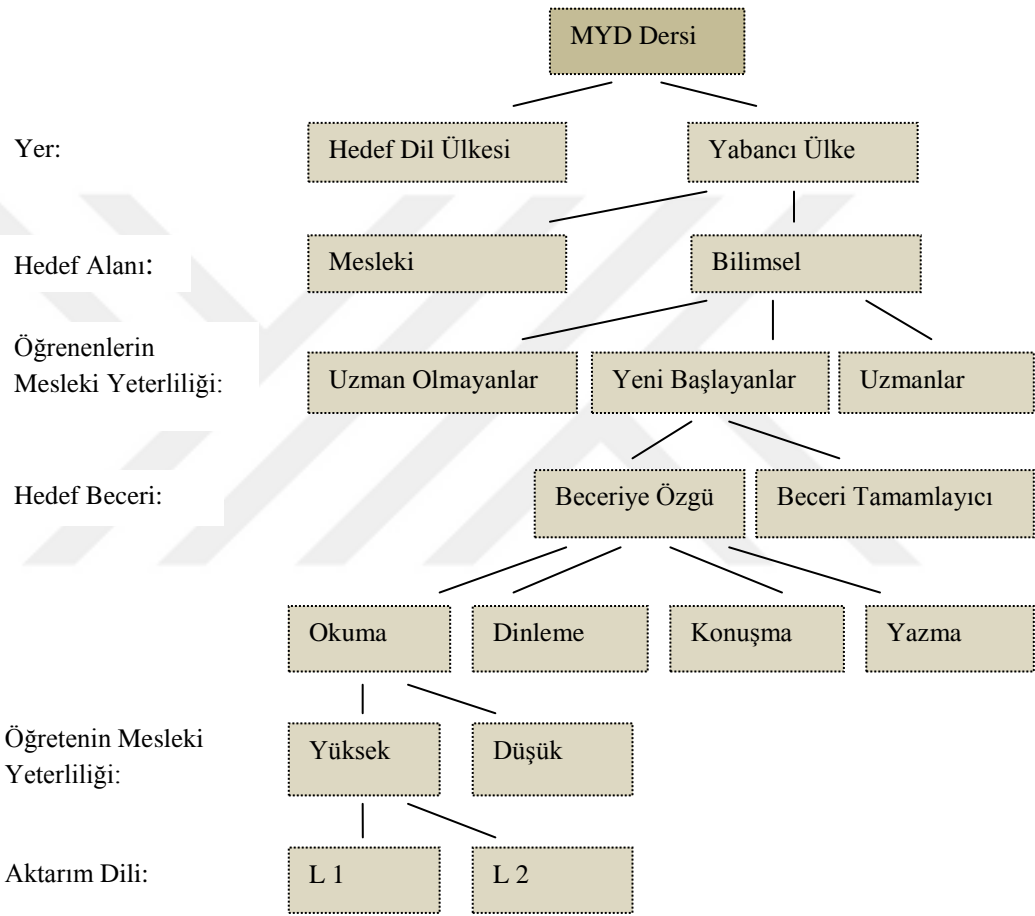 MYD Dersi
Yer:
Hedef Dil Ülkesi
Yabancı Ülke
Hedef Alanı:
Mesleki
Bilimsel
Öğrenenlerin
Mesleki Yeterliliği:
Uzman Olmayanlar
Yeni Başlayanlar
Uzmanlar
Hedef Beceri:
Beceriye Özgü
Beceri Tamamlayıcı
Okuma
Dinleme
Konuşma
Yazma
Öğretenin Mesleki
Yeterliliği:
Yüksek
Düşük
Aktarım Dili:
L 1
L 2